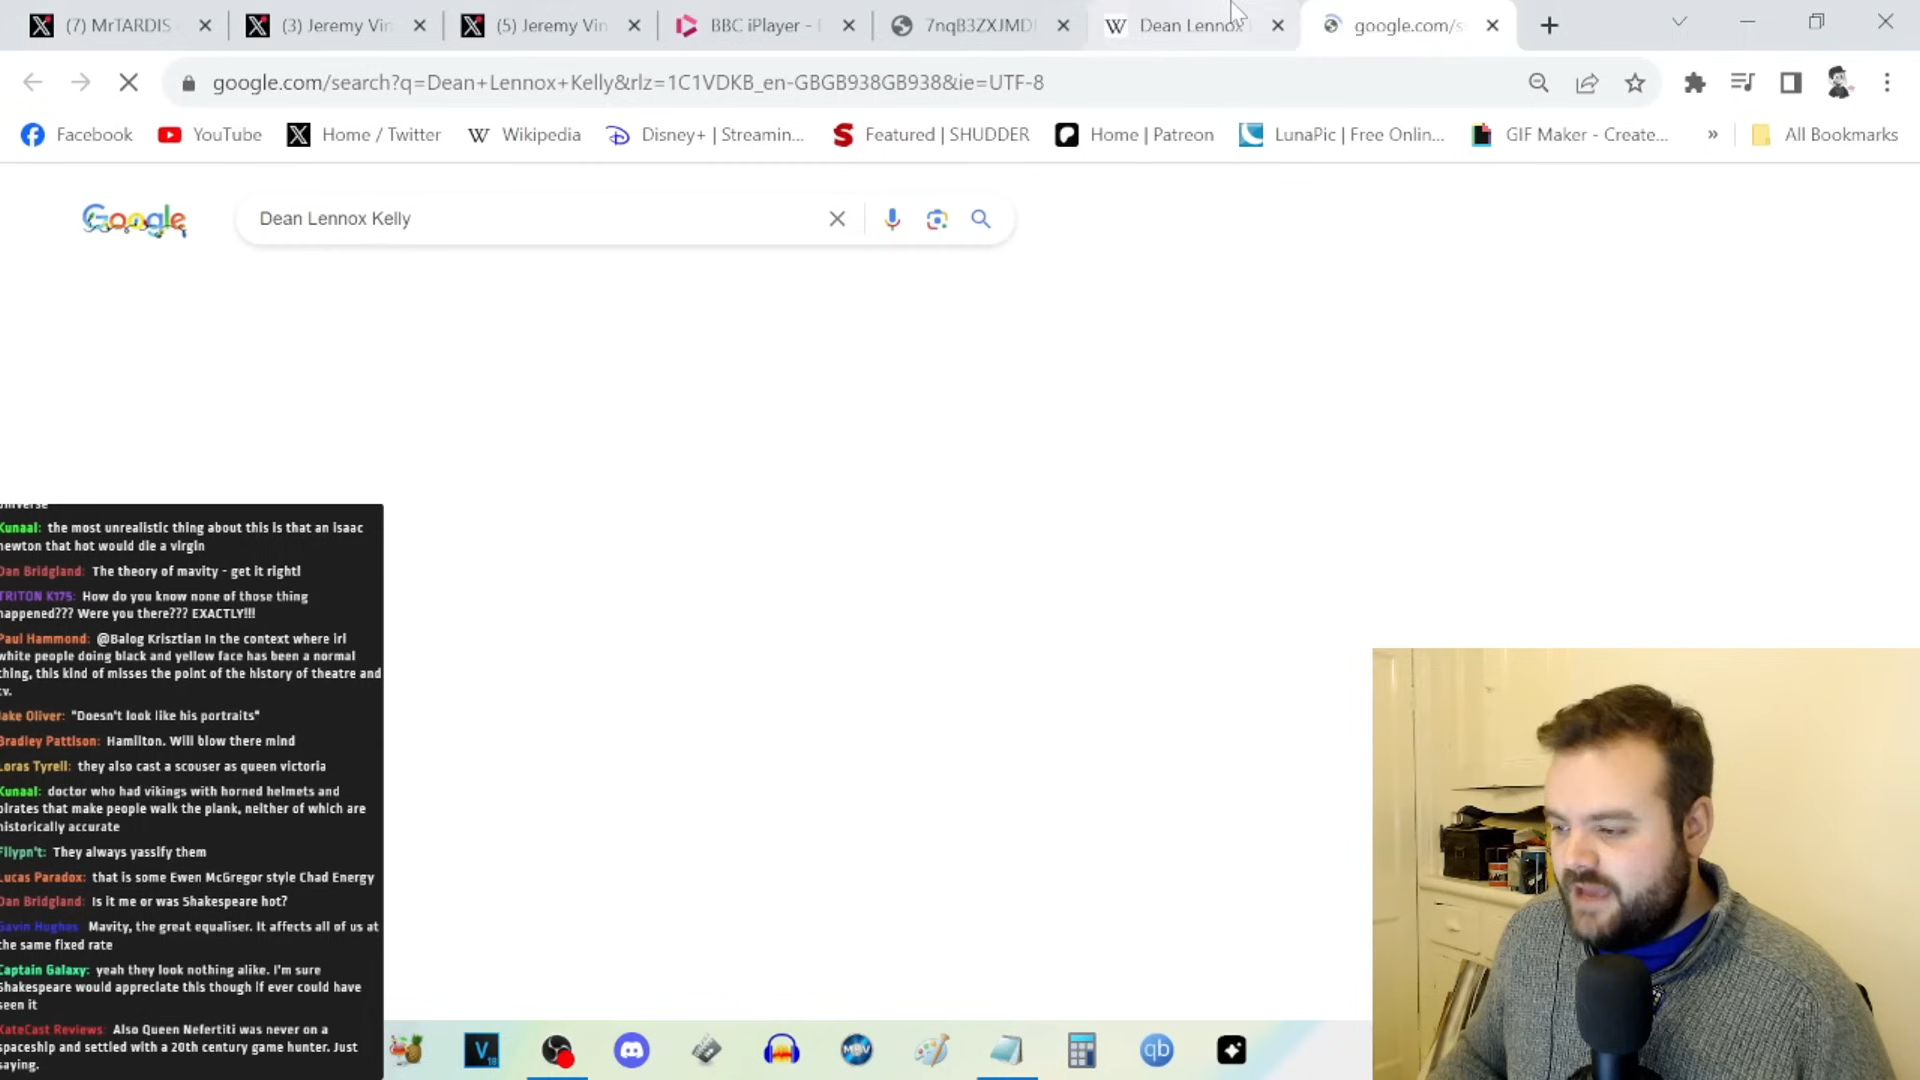 (7) MrTARDIS
(3) Jeremy Vin
(5) Jeremy Vin
BBC iPlayer -
7nqB3ZXJMD
Dean Lennox
google.com/s
google.com/search?q=Dean+Lennox+Kelly&rlz=1C1VDKB_en-GBGB938GB938&ie=UTF-8
Facebook
YouTube
Home / Twitter
Wikipedia
Disney+ | Streamin...
Featured | SHUDDER
Home | Patreon
LunaPic | Free Onlin...
GIF Maker - Create...
»
All Bookmarks
Google
Dean Lennox Kelly
universe
Kunaal: the most unrealistic thing about this is that an isaac
newton that hot would die a virgin
Dan Bridgland: The theory of mavity - get it right!
TRITON K175: How do you know none of those thing
happened??? Were you there??? EXACTLY!!!
Paul Hammond: @Balog Krisztian In the context where irl
white people doing black and yellow face has been a normal
thing, this kind of misses the point of the history of theatre and
tv.
Jake Oliver: "Doesn't look like his portraits"
Bradley Pattison: Hamilton. Will blow there mind
Loras Tyrell: they also cast a scouser as queen victoria
Kunaal: doctor who had vikings with horned helmets and
pirates that make people walk the plank, neither of which are
historically accurate
Fllypn't: They always yassify them
Lucas Paradox: that is some Ewen McGregor style Chad Energy
Dan Bridgland: Is it me or was Shakespeare hot?
Gavin Hughes: Mavity, the great equaliser. It affects all of us at
the same fixed rate
Captain Galaxy: yeah they look nothing alike. I'm sure
Shakespeare would appreciate this though if ever could have
seen it
KateCast Reviews: Also Queen Nefertiti was never on a
spaceship and settled with a 20th century game hunter. Just
saying.
V
18
MBV
qb